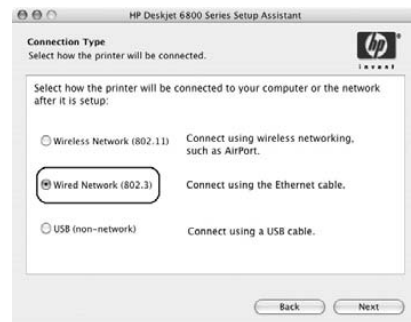 HP Deskjet 6800 Series Setup Assistant
Connection Type
Select how the printer will be connected.
hp
invent
Select how the printer will be connected to your computer or the network
after it is setup:
Wireless Network (802.11)
Connect using wireless networking,
such as AirPort.
Wired Network (802.3)
Connect using the Ethernet cable.
USB (non-network)
Connect using a USB cable.
Back
Next